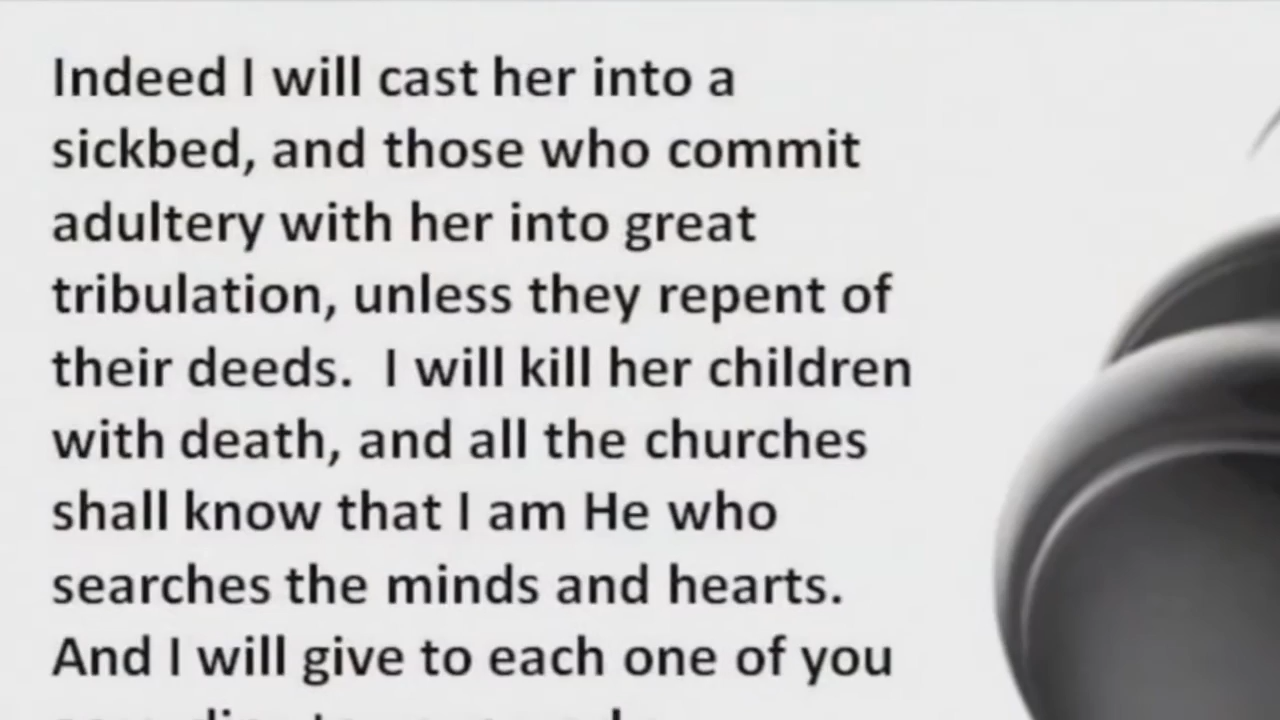 Indeed I will cast her into a
sickbed, and those who commit
adultery with her into great
tribulation, unless they repent of
their deeds.  I will kill her children
with death, and all the churches
shall know that I am He who
searches the minds and hearts.
And I will give to each one of you